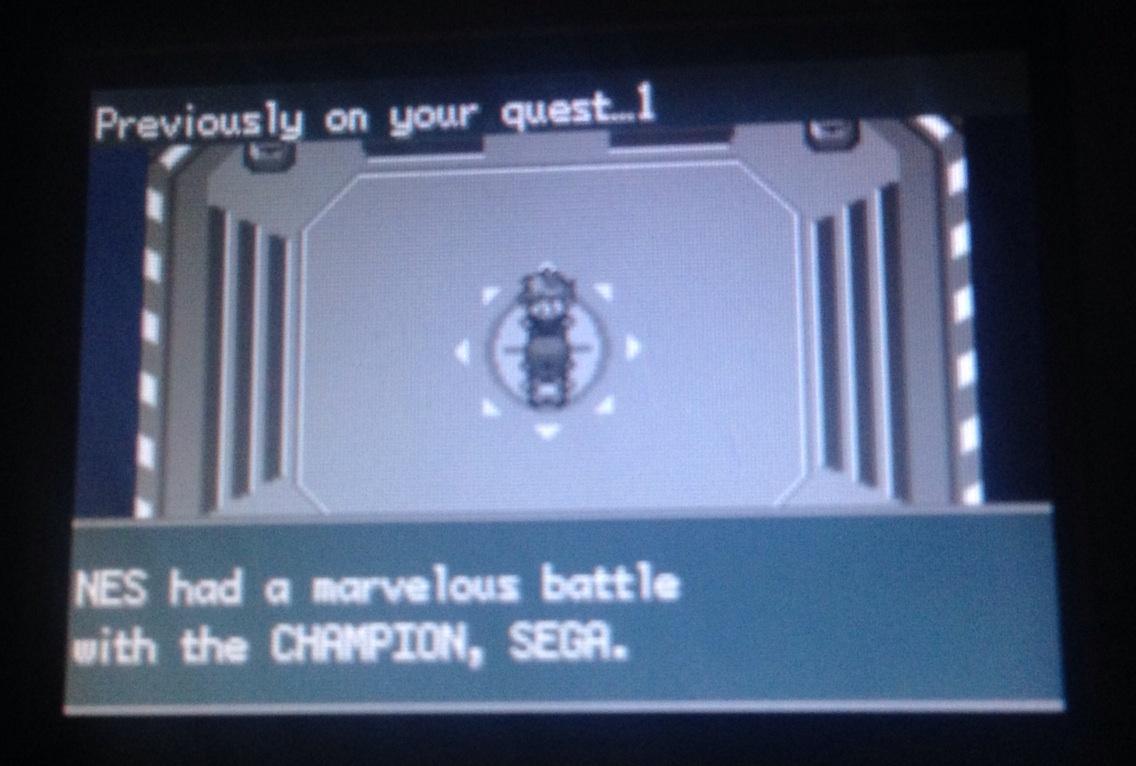 Previously on your quest…1
NES had a marvelous battle
with the CHAMPION, SEGA.